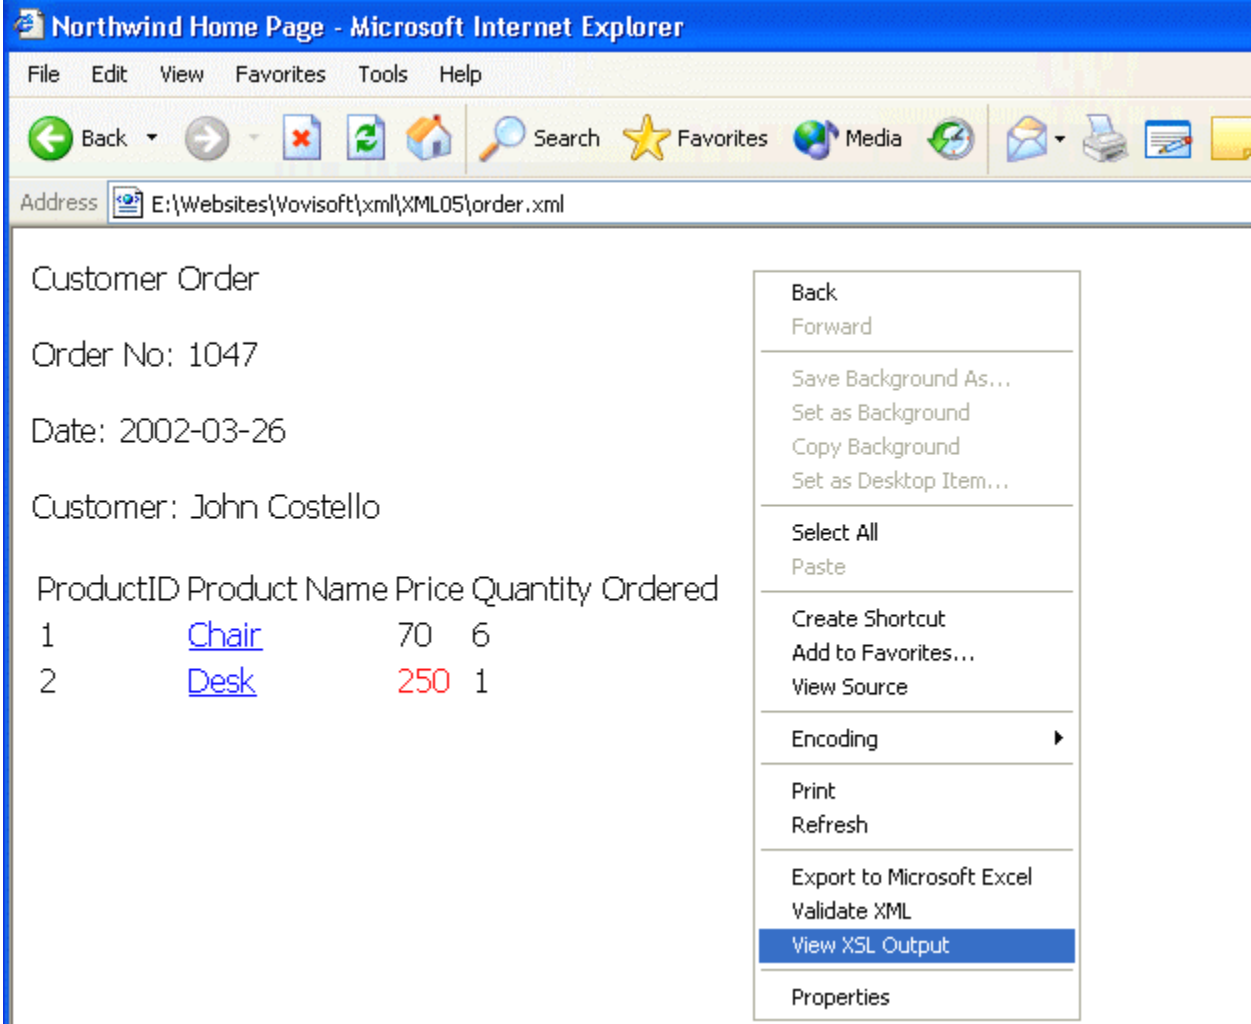 Northwind Home Page - Microsoft Internet Explorer
File Edit View Favorites Tools Help
Back Search Favorites Media
Address E:\Websites\Vovisoft\xml\XML05\order.xml
Customer Order
Order No: 1047
Date: 2002-03-26
Customer: John Costello
ProductID Product Name Price Quantity Ordered
1 Chair 70 6
2 Desk 250 1
Back
Forward
Save Background As...
Set as Background
Copy Background
Set as Desktop Item...
Select All
Paste
Create Shortcut
Add to Favorites...
View Source
Encoding
Print
Refresh
Export to Microsoft Excel
Validate XML
View XSL Output
Properties